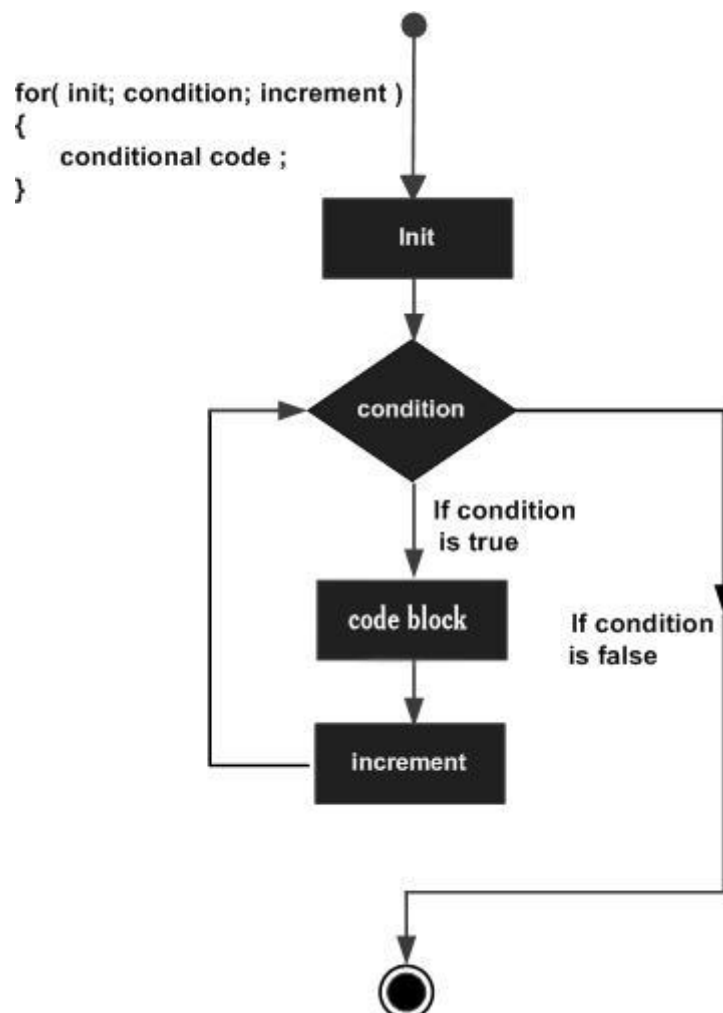 for( init; condition; increment )
{
conditional code ;
}
Init
condition
If condition
is true
code block
If condition
is false
increment